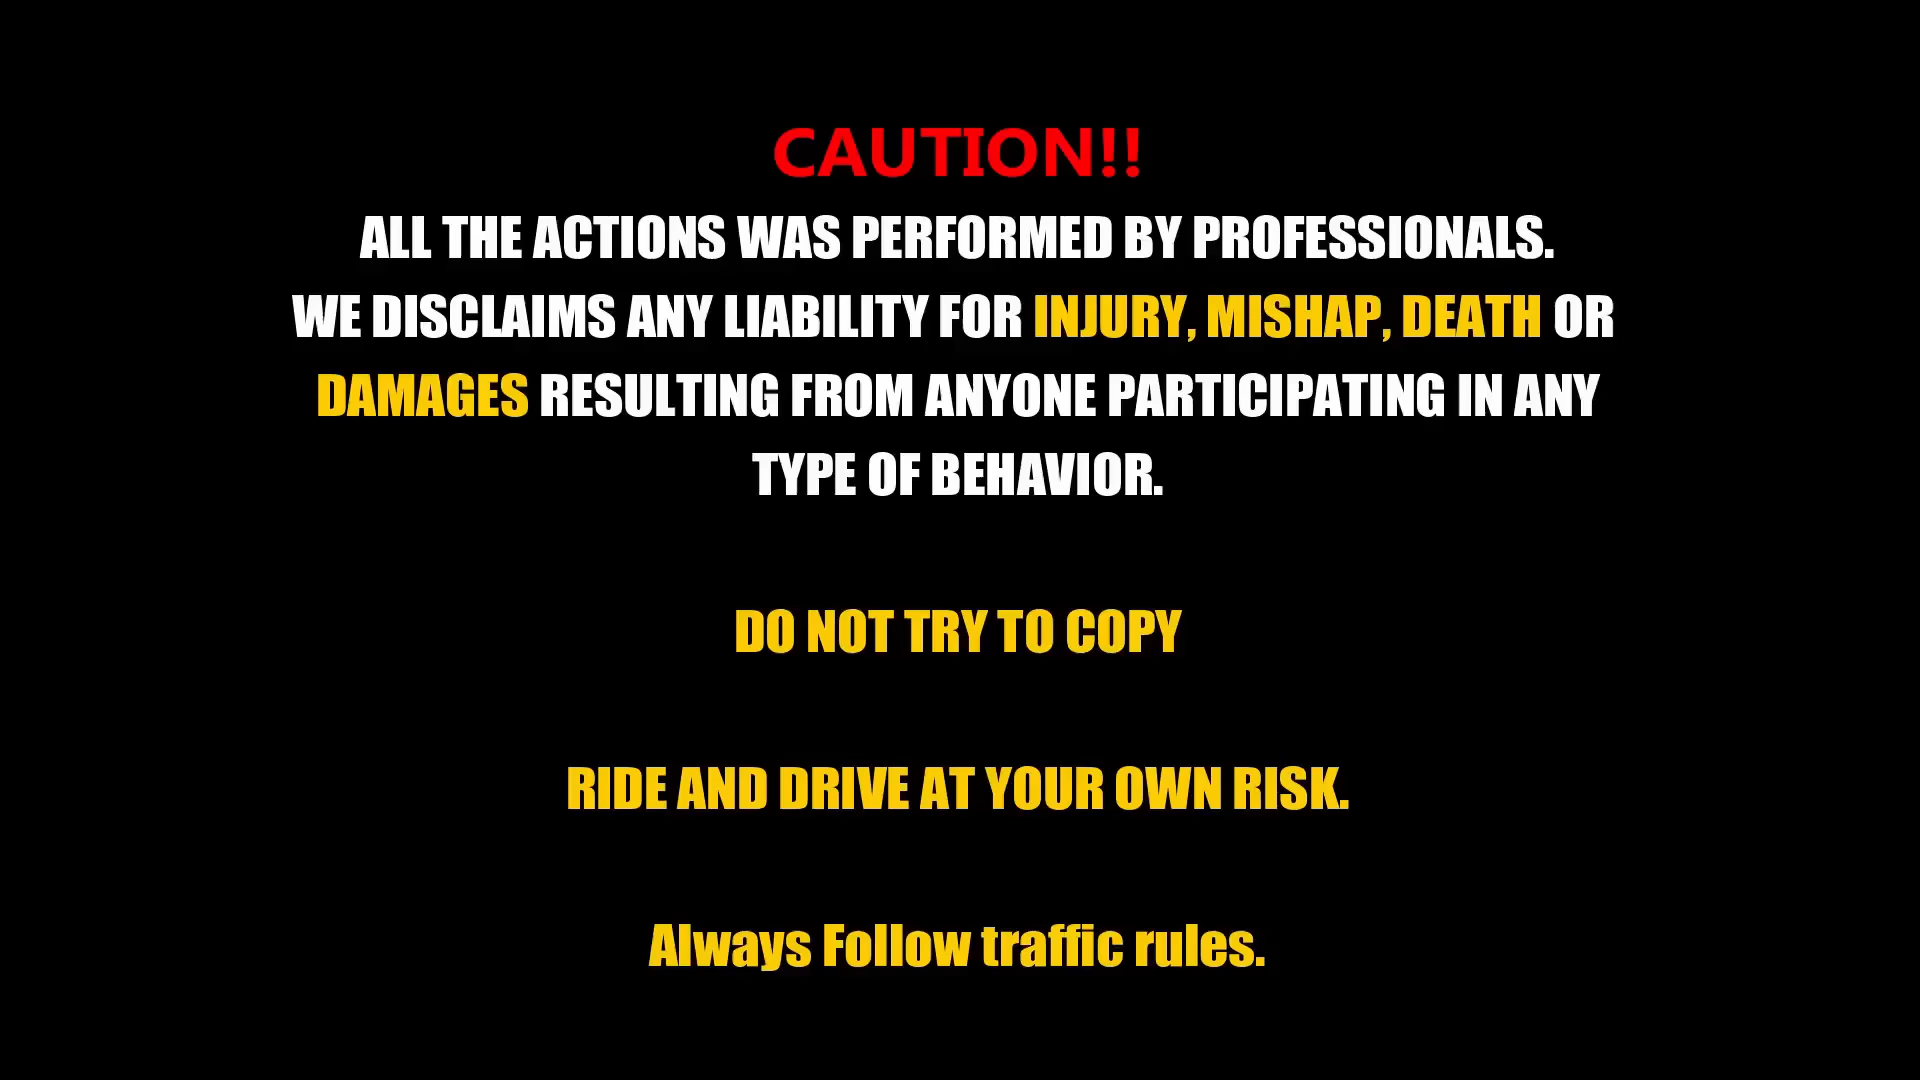 CAUTION!!
ALL THE ACTIONS WAS PERFORMED BY PROFESSIONALS.
WE DISCLAIMS ANY LIABILITY FOR INJURY, MISHAP, DEATH OR
DAMAGES RESULTING FROM ANYONE PARTICIPATING IN ANY
TYPE OF BEHAVIOR.
DO NOT TRY TO COPY
RIDE AND DRIVE AT YOUR OWN RISK.
Always Follow traffic rules.